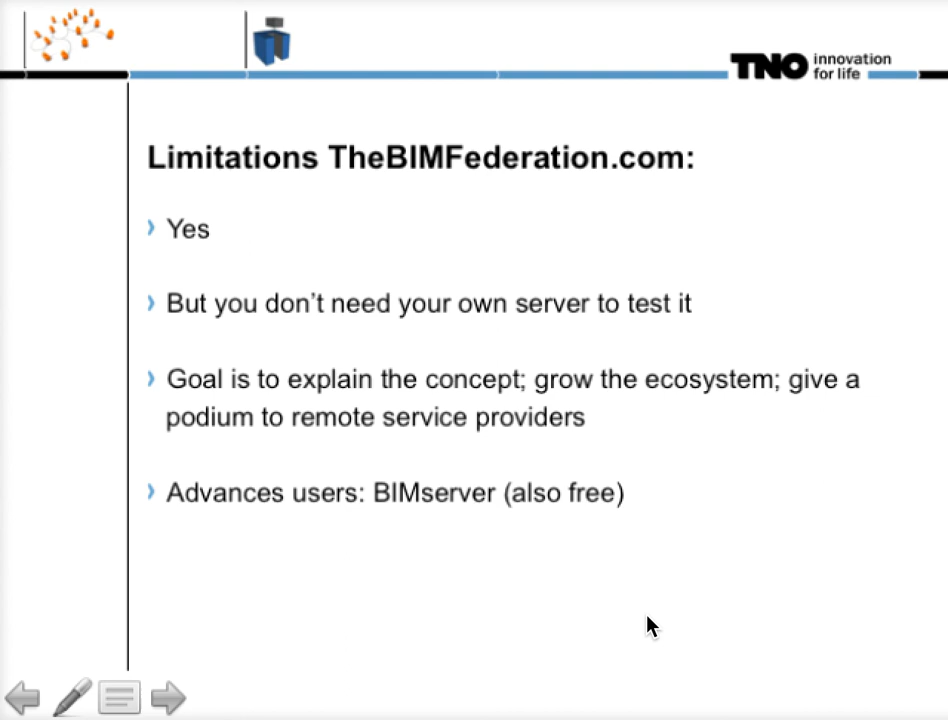 TNO innovation
for life
Limitations TheBIMFederation.com:
› Yes
› But you don’t need your own server to test it
› Goal is to explain the concept; grow the ecosystem; give a
podium to remote service providers
› Advances users: BIMserver (also free)